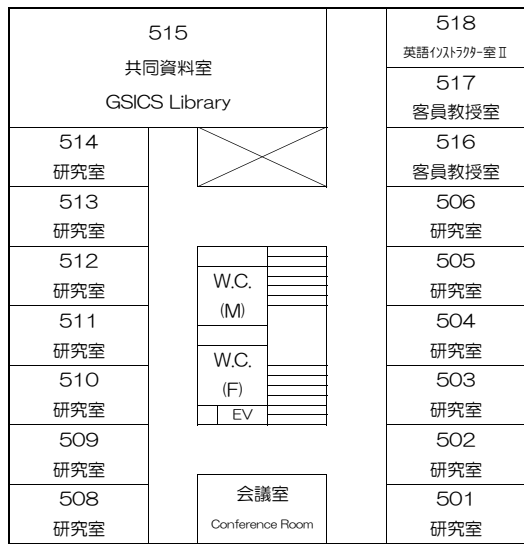 515
共同資料室
GSICS Library
518
英語ｲﾝｽﾄﾗｸﾀｰ室Ⅱ
517
客員教授室
516
客員教授室
514
研究室
513
研究室
512
研究室
511
研究室
510
研究室
509
研究室
508
研究室
W.C.
(M)
W.C.
(F)
EV
会議室
Conference Room
506
研究室
505
研究室
504
研究室
503
研究室
502
研究室
501
研究室